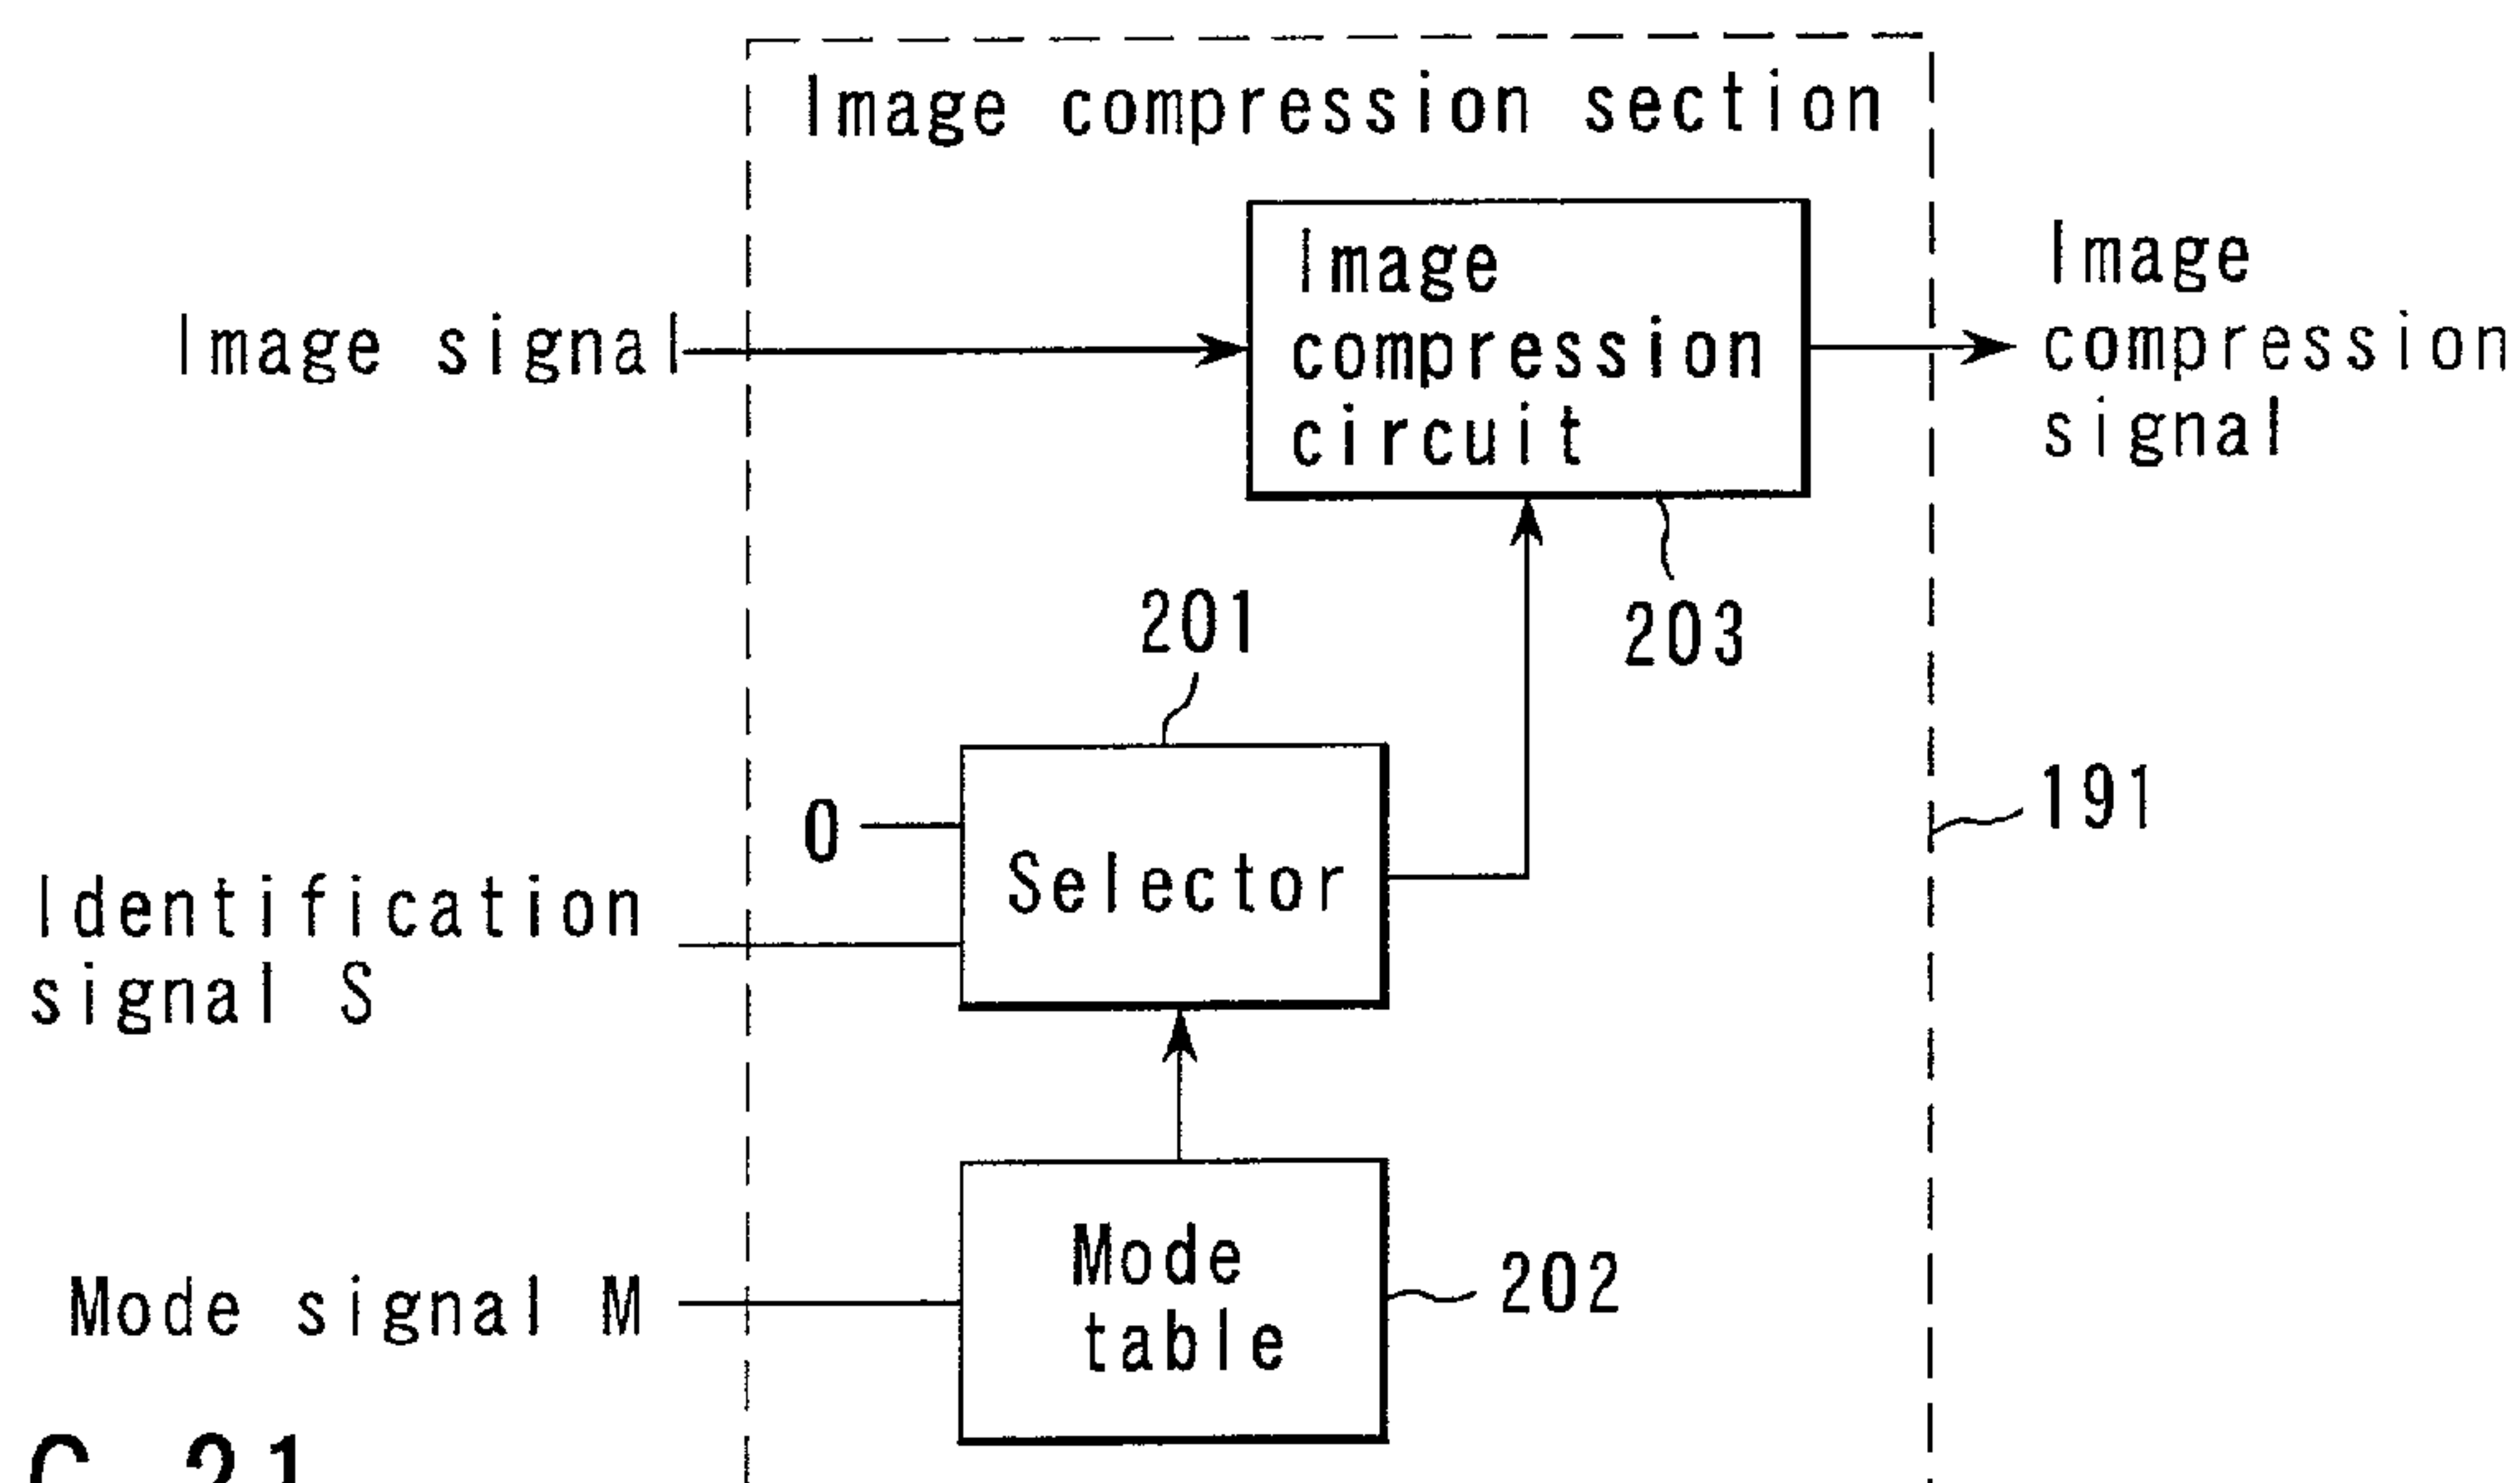 Image compression section
Image signal
Image
compression
circuit
Image
compression
signal
201
203
0
Selector
191
Identification
signal S
Mode signal M
Mode
table
202
21